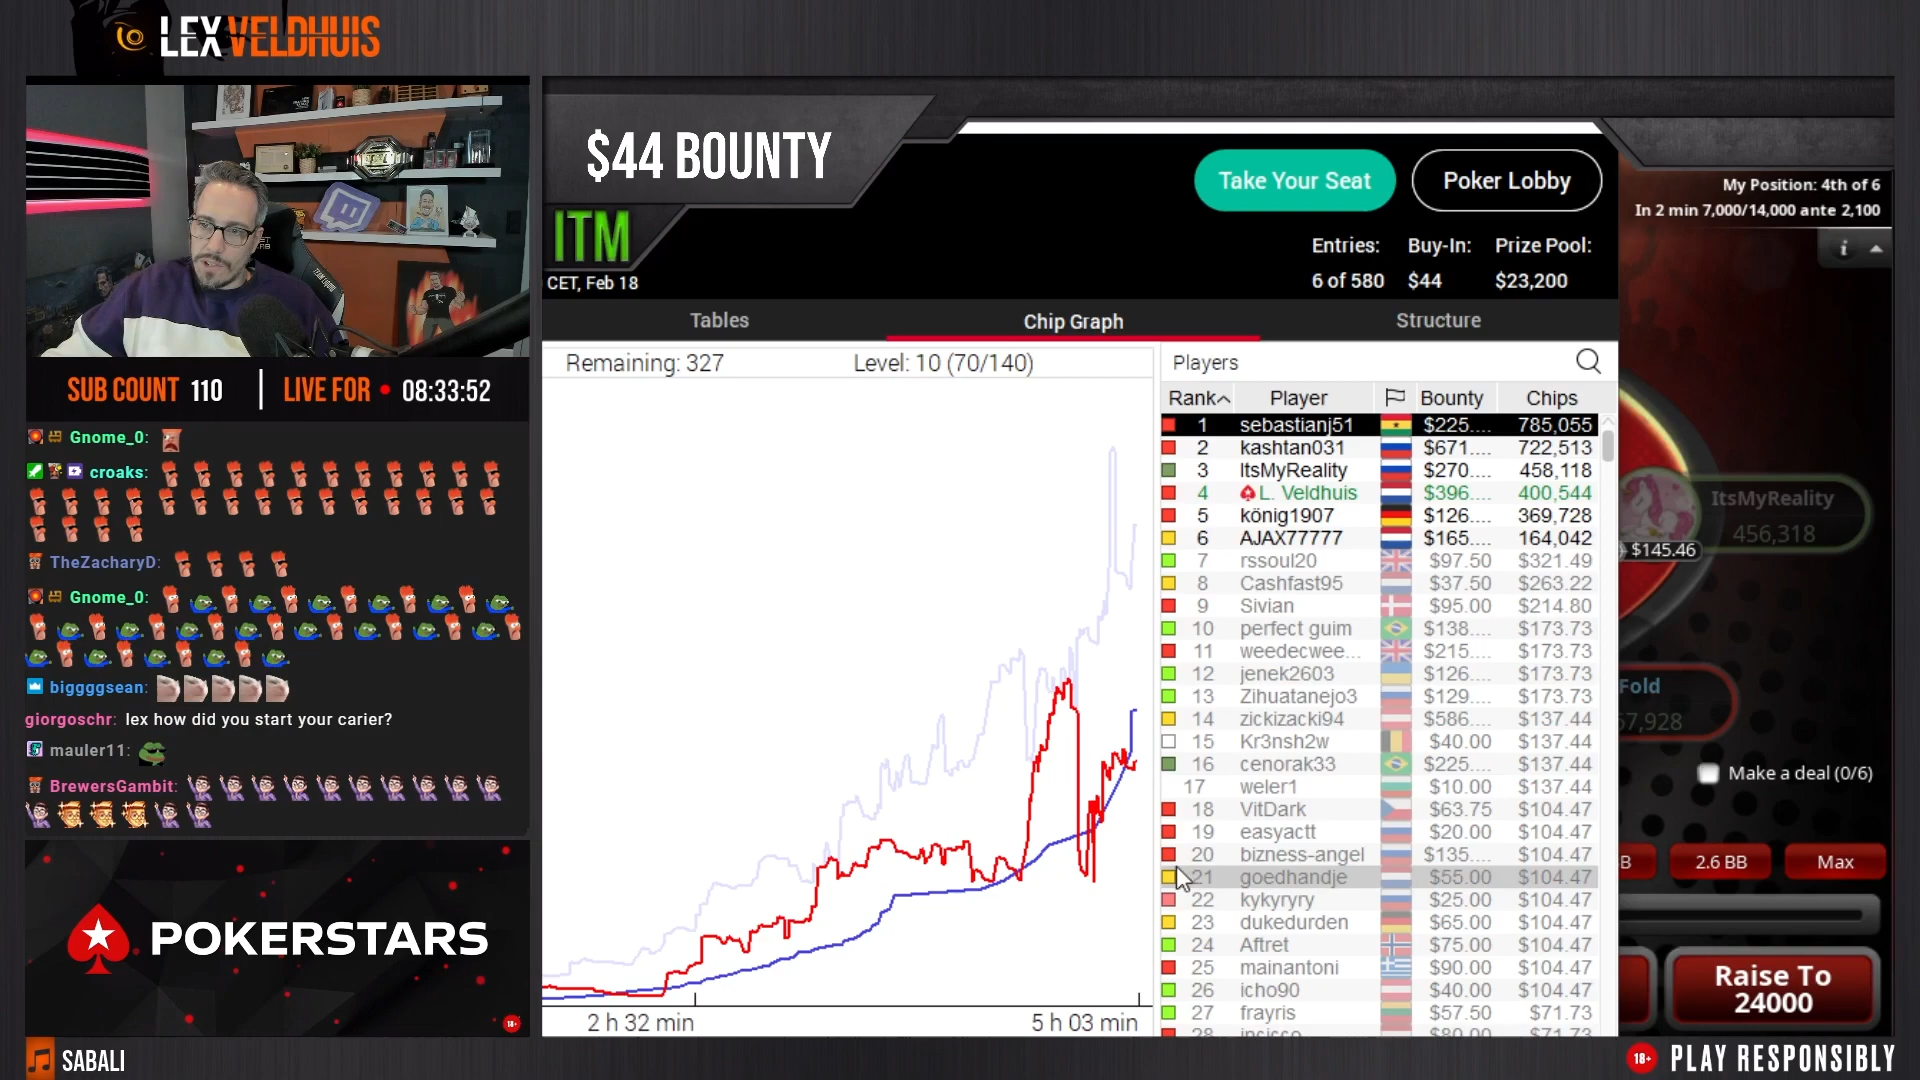 LEX VELDHUIS
$44 BOUNTY
ITM
CET, Feb 18
Take Your Seat
Poker Lobby
Entries: Buy-In: Prize Pool:
6 of 580 $44 $23,200
My Position: 4th of 6
In 2 min 7,000/14,000 ante 2,100
Tables Chip Graph Structure
Remaining: 327 Level: 10 (70/140)
2 h 32 min 5 h 03 min
Players
Rank Player Bounty Chips
1 sebastianj51 $225.... 785,055
2 kashtan031 $671.... 722,513
3 ItsMyReality $270.... 458,118
4 L. Veldhuis $396.... 400,544
5 könig1907 $126.... 369,728
6 AJAX77777 $165.... 164,042
7 rssoul20 $97.50 $321.49
8 Cashfast95 $37.50 $263.22
9 Sivian $95.00 $214.80
10 perfect guim $138.... $173.73
11 weedecwee... $215.... $173.73
12 jenek2603 $126.... $173.73
13 Zihuatanejo3 $129.... $173.73
14 zickizacki94 $586.... $137.44
15 Kr3nsh2w $40.00 $137.44
16 cenorak33 $225.... $137.44
17 weler1 $10.00 $137.44
18 VitDark $63.75 $104.47
19 easyactt $20.00 $104.47
20 bizness-angel $135.... $104.47
21 goedhandje $55.00 $104.47
22 kykyryry $25.00 $104.47
23 dukedurden $65.00 $104.47
24 Aftret $75.00 $104.47
25 mainantoni $90.00 $104.47
26 icho90 $40.00 $104.47
27 frayris $57.50 $71.73
ItsMyReality
456,318
$145.46
Fold
57,928
Make a deal (0/6)
B 2.6 BB Max
Raise To
24000
SUB COUNT 110 LIVE FOR 08:33:52
Gnome_0:
croaks:
TheZacharyD:
Gnome_0:
biggggsean:
giorgoschr: lex how did you start your carier?
mauler11:
BrewersGambit:
POKERSTARS
18+
SABALI
18+ PLAY RESPONSIBLY